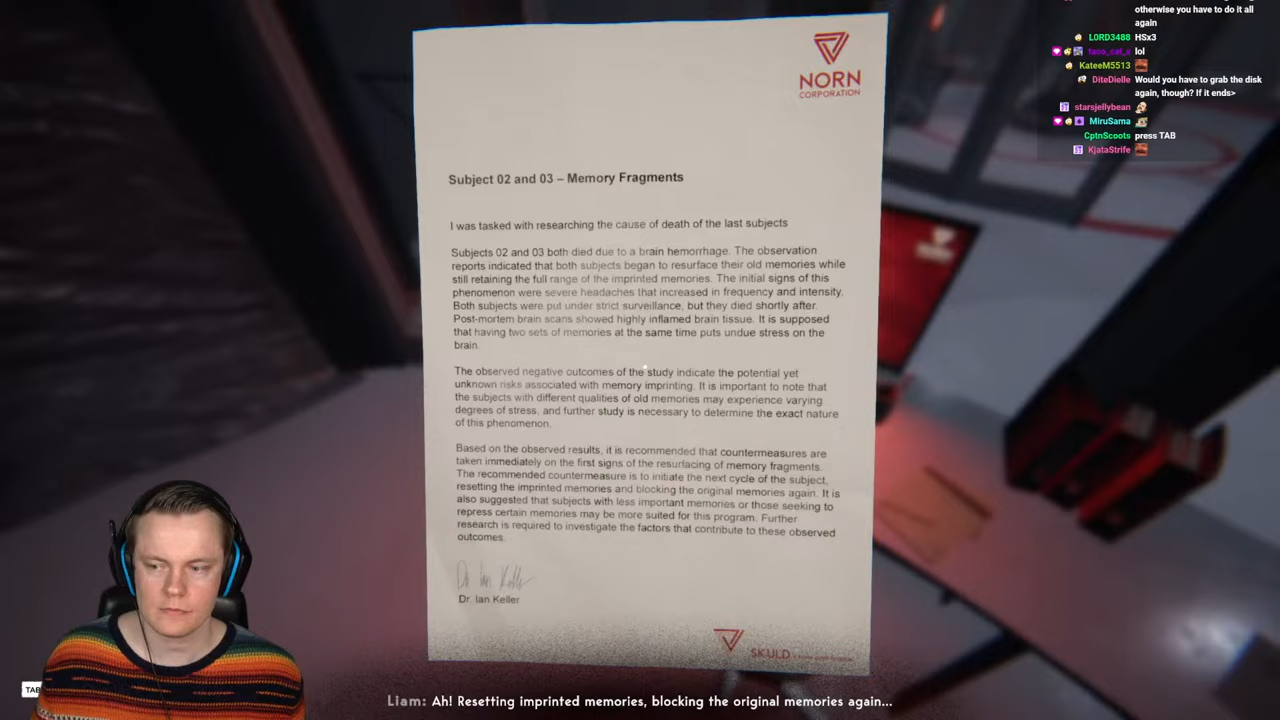 otherwise you have to do it all
again
L0RD3488 HSx3
taco_cat_x lol
KateeM5513
DiteDielle Would you have to grab the disk
again, though? If it ends>
starsjellybean
MiruSama
CptnScoots press TAB
KjataStrife
NORN
CORPORATION
Subject 02 and 03 – Memory Fragments
I was tasked with researching the cause of death of the last subjects
Subjects 02 and 03 both died due to a brain hemorrhage. The observation
reports indicated that both subjects began to resurface their old memories while
still retaining the full range of the imprinted memories. The initial signs of this
phenomenon were severe headaches that increased in frequency and intensity.
Both subjects were put under strict surveillance, but they died shortly after.
Post-mortem brain scans showed highly inflamed brain tissue. It is supposed
that having two sets of memories at the same time puts undue stress on the
brain.
The observed negative outcomes of the study indicate the potential yet
unknown risks associated with memory imprinting. It is important to note that
the subjects with different qualities of old memories may experience varying
degrees of stress, and further study is necessary to determine the exact nature
of this phenomenon.
Based on the observed results, it is recommended that countermeasures are
taken immediately on the first signs of the resurfacing of memory fragments.
The recommended countermeasure is to initiate the next cycle of the subject,
resetting the imprinted memories and blocking the original memories again. It is
also suggested that subjects with less important memories or those seeking to
repress certain memories may be more suited for this program. Further
research is required to investigate the factors that contribute to these observed
outcomes.
Dr. Ian Keller
Dr. Ian Keller
SKULD
TAB
Liam: Ah! Resetting imprinted memories, blocking the original memories again...